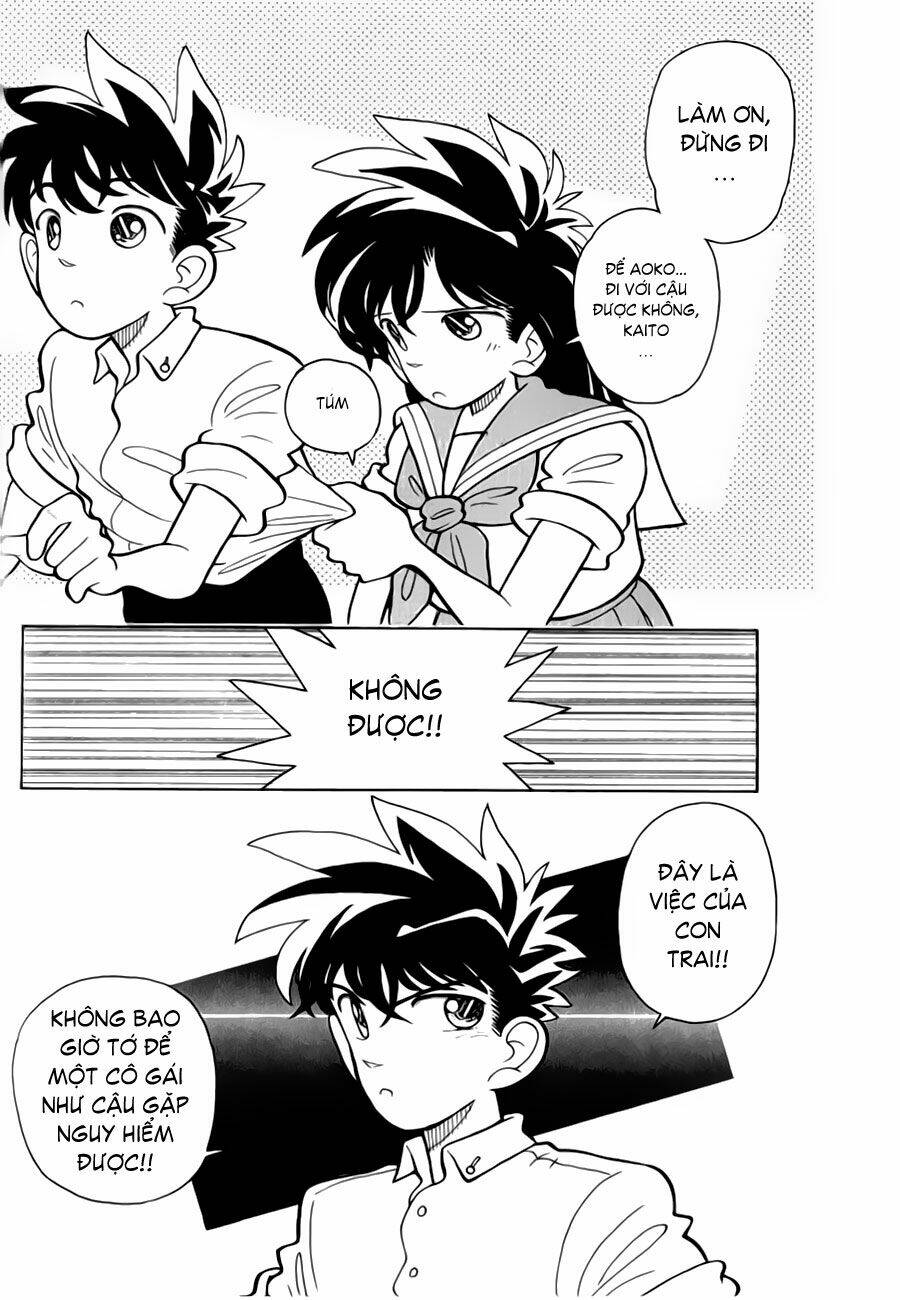 LÀM ƠN,
ĐỪNG ĐI
...
ĐỂ AOKO...
ĐI VỚI CẬU
ĐƯỢC KHÔNG,
KAITO
...
TÚM
KHÔNG
ĐƯỢC!!
ĐÂY LÀ
VIỆC CỦA
CON
TRAI!!
KHÔNG BAO
GIỜ TỚ ĐỂ
MỘT CÔ GÁI
NHƯ CẬU GẶP
NGUY HIỂM
ĐƯỢC!!